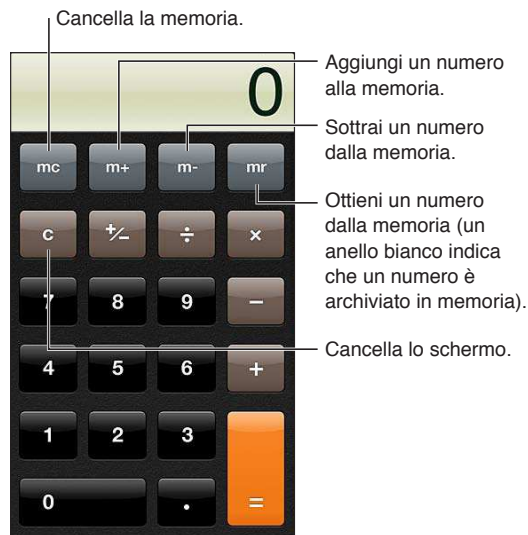 Cancella la memoria.
Aggiungi un numero
alla memoria.
Sottrai un numero
dalla memoria.
Ottieni un numero
dalla memoria (un
anello bianco indica
che un numero è
archiviato in memoria).
Cancella lo schermo.
0
mc m+ m- mr
c +/− ÷ ×
7 8 9 −
4 5 6 +
1 2 3
0 . =